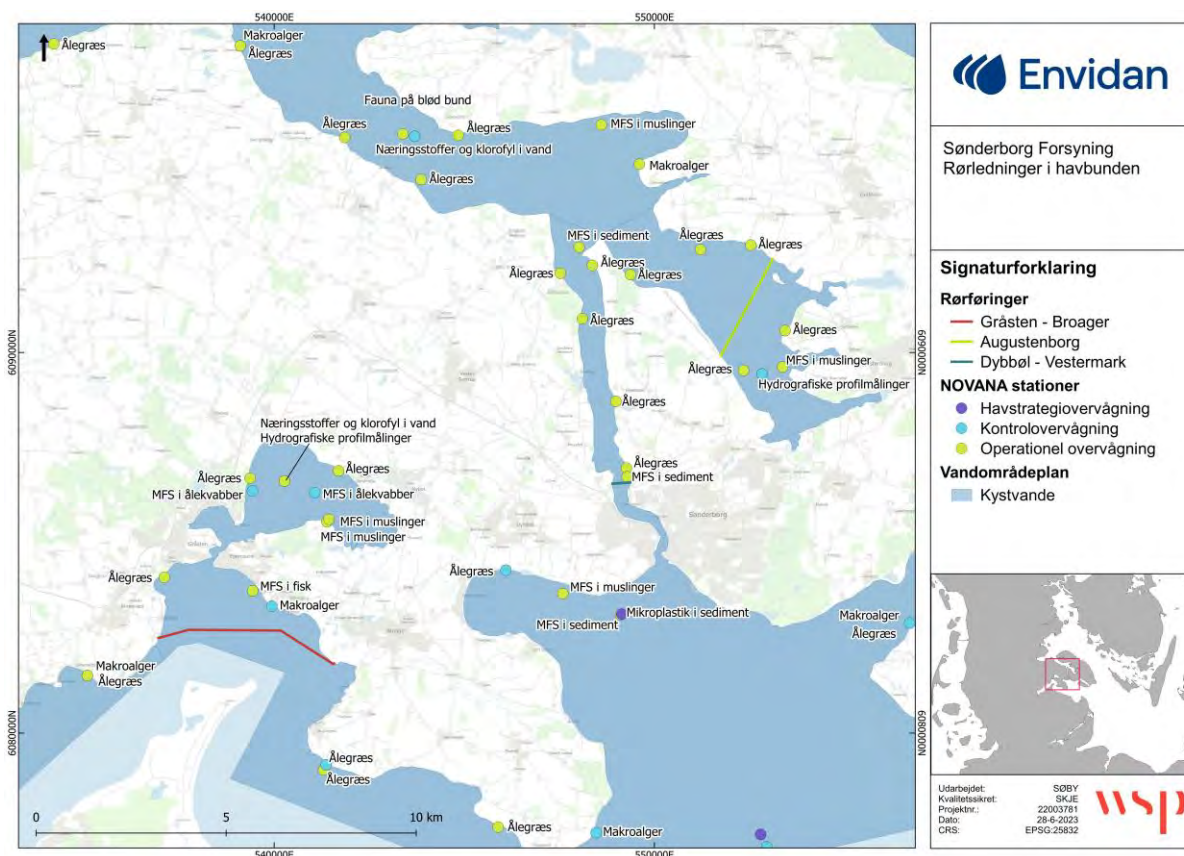 540000E
550000E
Ålegræs
Makroalger
Ålegræs
Fauna på blød bund
Ålegræs
Ålegræs
Næringsstoffer og klorofyl i vand
MFS i muslinger
Makroalger
Ålegræs
MFS i sediment
Ålegræs
Ålegræs
Ålegræs
Ålegræs
Ålegræs
Ålegræs
Ålegræs
6090000N
6090000N
MFS i muslinger
Ålegræs
Hydrografiske profilmålinger
Ålegræs
Næringsstoffer og klorofyl i vand
Hydrografiske profilmålinger
Ålegræs
Ålegræs
MFS i ålekvabber
MFS i ålekvabber
Ålegræs
MFS i sediment
MFS i muslinger
MFS i muslinger
Sønderborg
Ålegræs
MFS i fisk
Makroalger
Ålegræs
MFS i muslinger
Mikroplastik i sediment
MFS i sediment
Makroalger
Ålegræs
Makroalger
Ålegræs
6080000N
6080000N
Ålegræs
Ålegræs
Ålegræs
Makroalger
0 5 10 km
540000E
550000E
Envidan
Sønderborg Forsyning
Rørledninger i havbunden
Signaturforklaring
Rørføringer
Gråsten - Broager
Augustenborg
Dybbøl - Vestermark
NOVANA stationer
Havstrategiovervågning
Kontrolovervågning
Operationel overvågning
Vandområdeplan
Kystvande
Udarbejdet: SØBY
Kvalitetssikret: SKJE
Projektnr.: 22003781
Dato: 28-6-2023
CRS: EPSG:25832
wsp